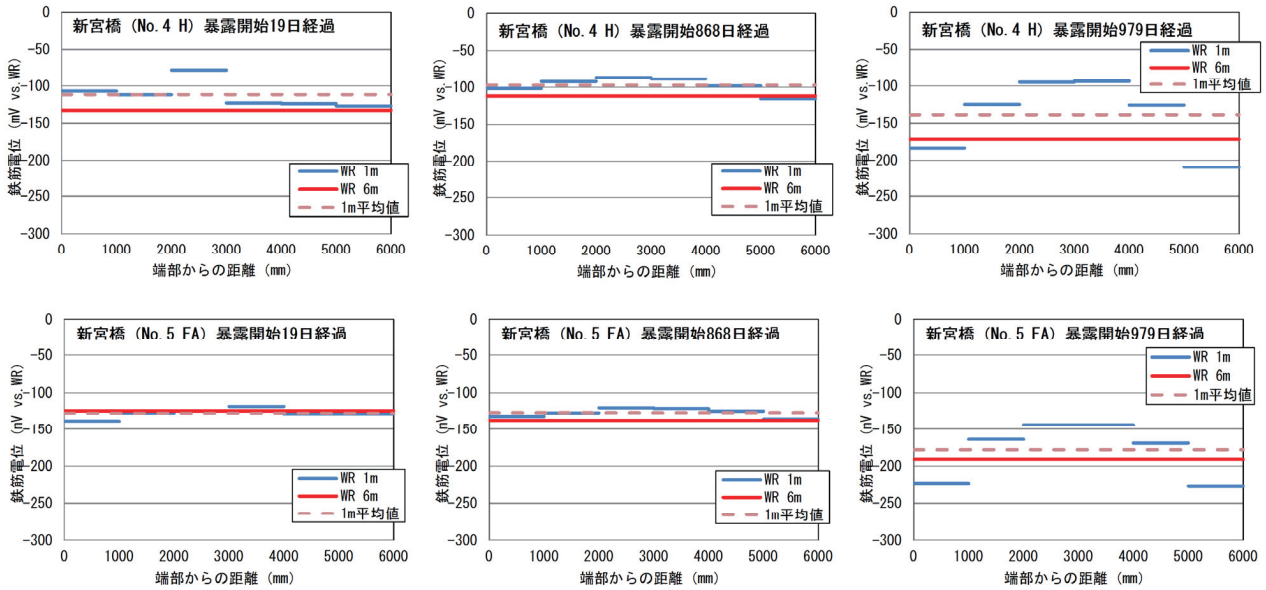 新宮橋（No.4 H）暴露開始19日経過
0
-50
-100
-150
-200
-250
-300
鉄筋電位（mV vs.WR）
WR 1m
WR 6m
1m平均値
0 1000 2000 3000 4000 5000 6000
端部からの距離（mm）
新宮橋（No.4 H）暴露開始868日経過
0
-50
-100
-150
-200
-250
-300
鉄筋電位（mV vs.WR）
WR 1m
WR 6m
1m平均値
0 1000 2000 3000 4000 5000 6000
端部からの距離（mm）
新宮橋（No.4 H）暴露開始979日経過
0
-50
-100
-150
-200
-250
-300
鉄筋電位（mV vs.WR）
WR 1m
WR 6m
1m平均値
0 1000 2000 3000 4000 5000 6000
端部からの距離（mm）
新宮橋（No.5 FA）暴露開始19日経過
0
-50
-100
-150
-200
-250
-300
鉄筋電位（nV vs.WR）
WR 1m
WR 6m
1m平均値
0 1000 2000 3000 4000 5000 6000
端部からの距離（mm）
新宮橋（No.5 FA）暴露開始868日経過
0
-50
-100
-150
-200
-250
-300
鉄筋電位（nV vs.WR）
WR 1m
WR 6m
1m平均値
0 1000 2000 3000 4000 5000 6000
端部からの距離（mm）
新宮橋（No.5 FA）暴露開始979日経過
0
-50
-100
-150
-200
-250
-300
鉄筋電位（nV vs.WR）
WR 1m
WR 6m
1m平均値
0 1000 2000 3000 4000 5000 6000
端部からの距離（mm）